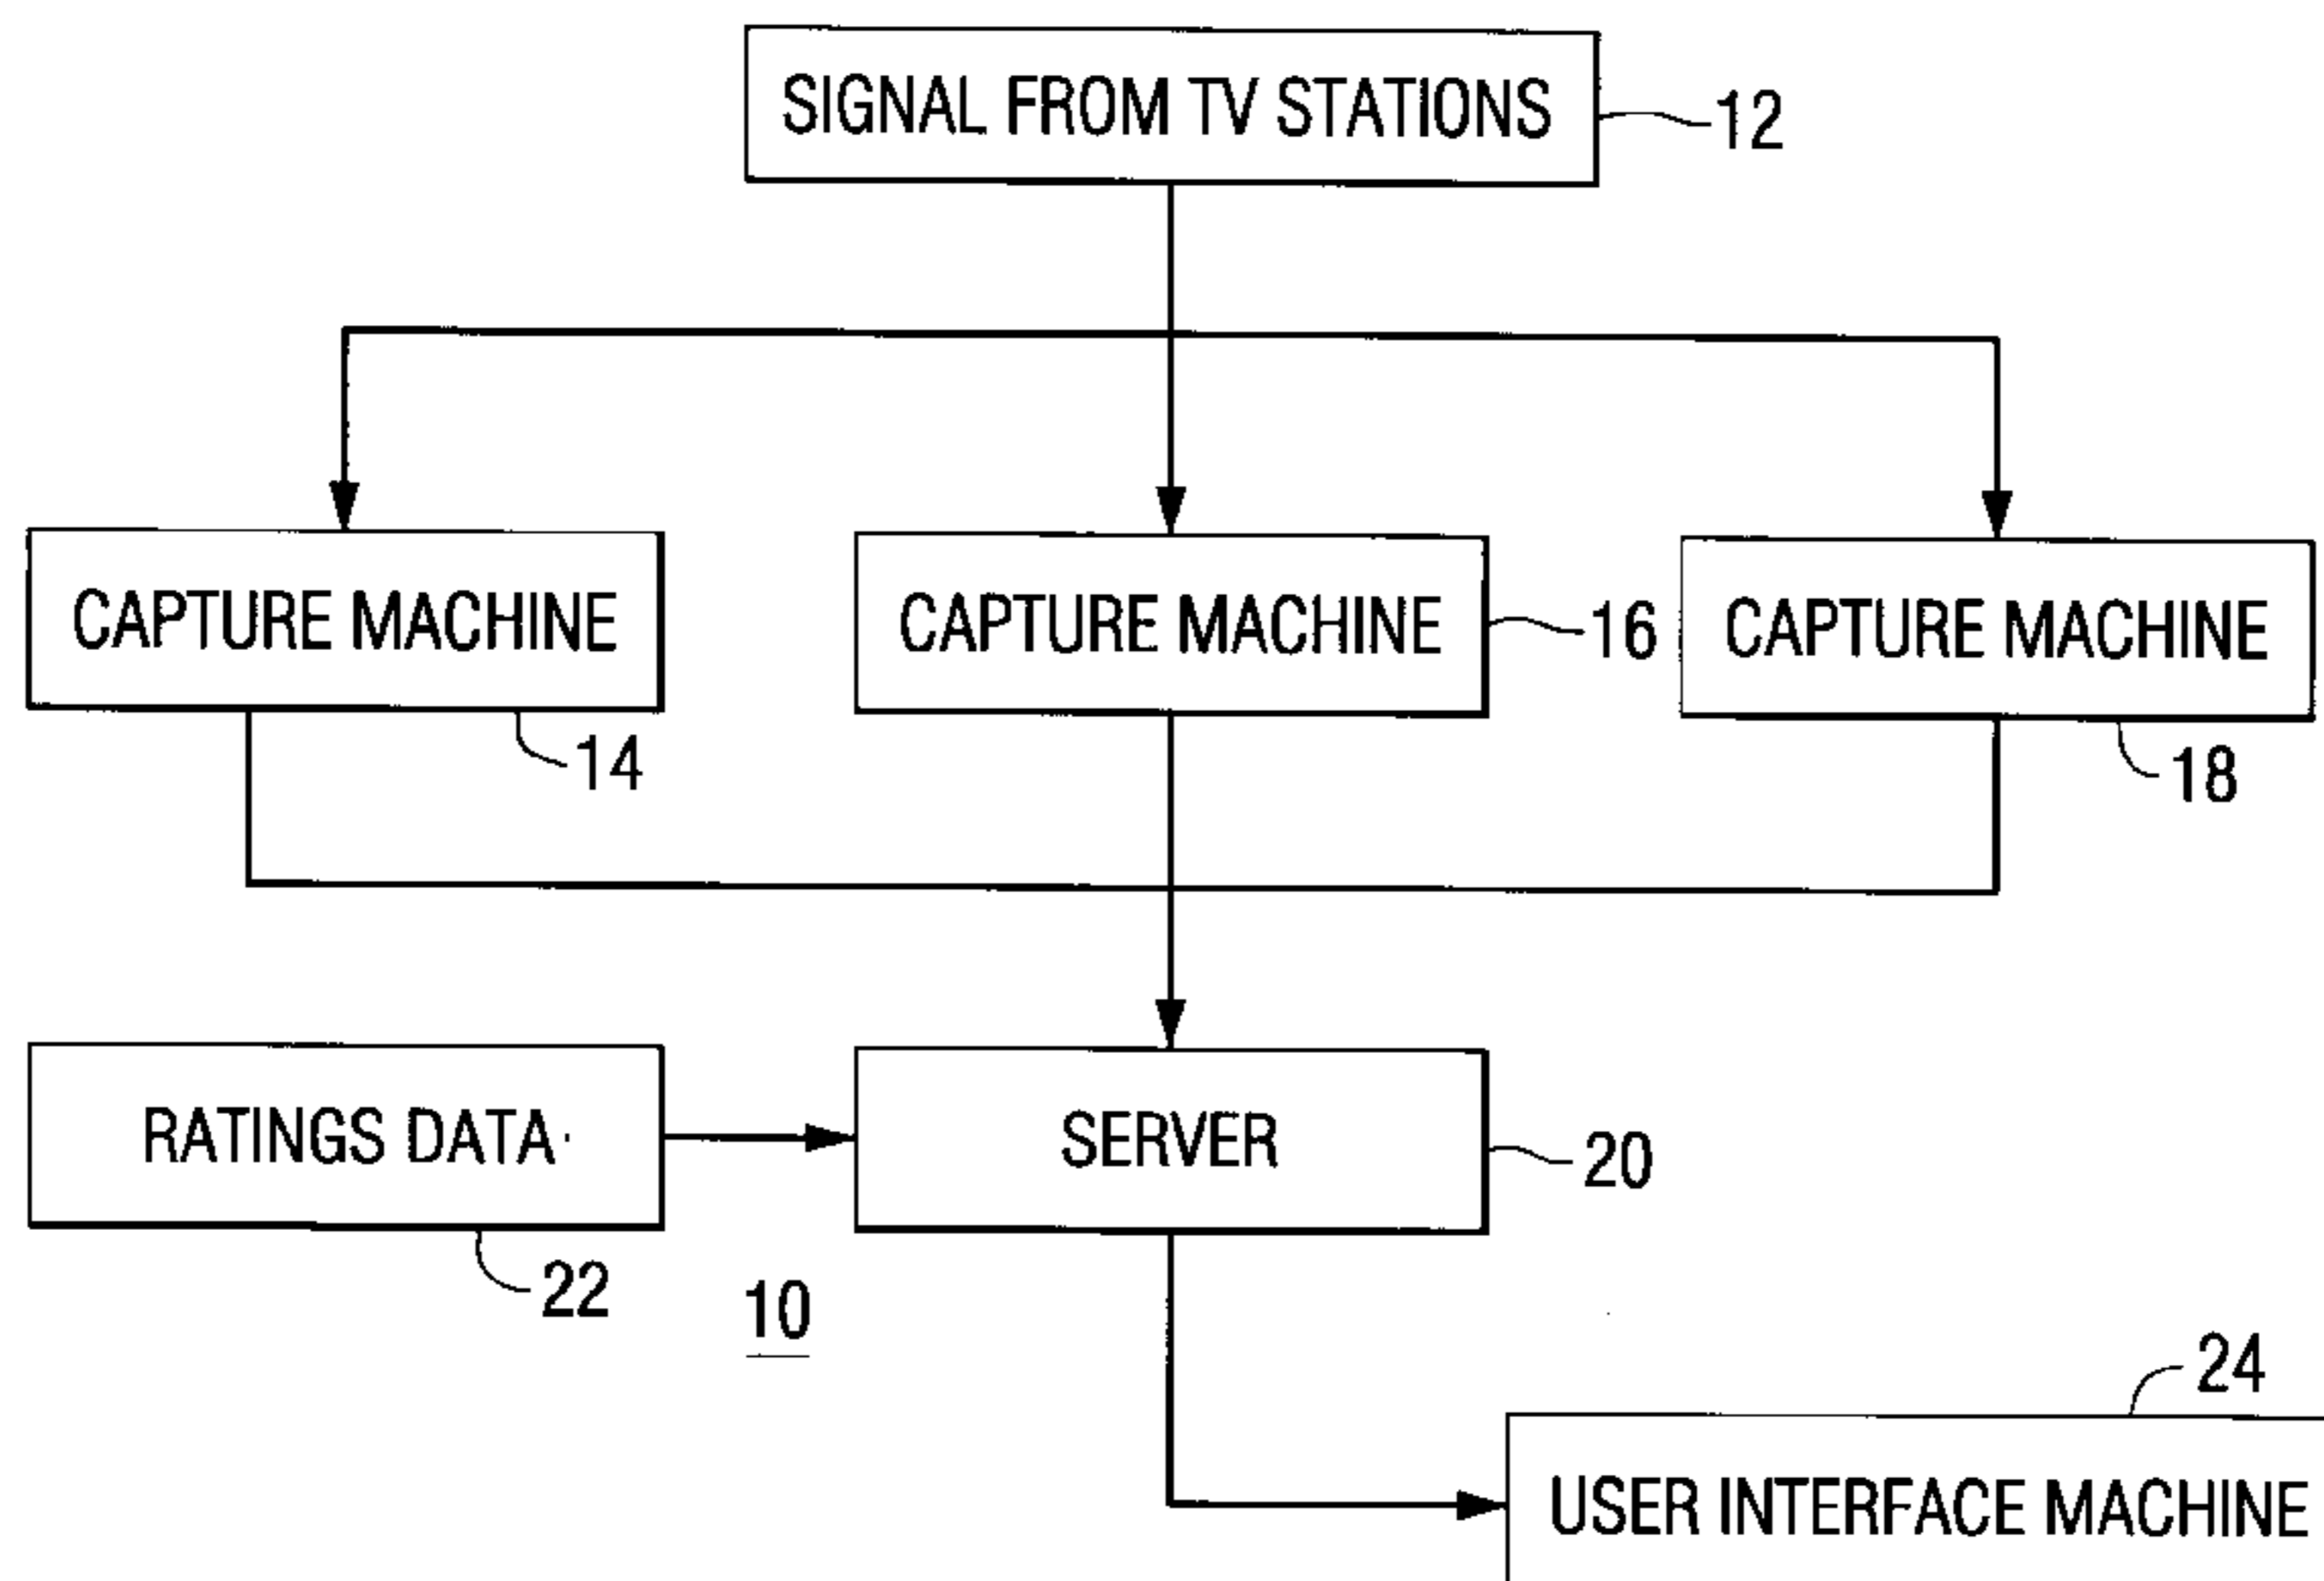 SIGNAL FROM TV STATIONS
12
CAPTURE MACHINE
CAPTURE MACHINE
16
CAPTURE MACHINE
14
18
RATINGS DATA
SERVER
20
22
10
24
USER INTERFACE MACHINE